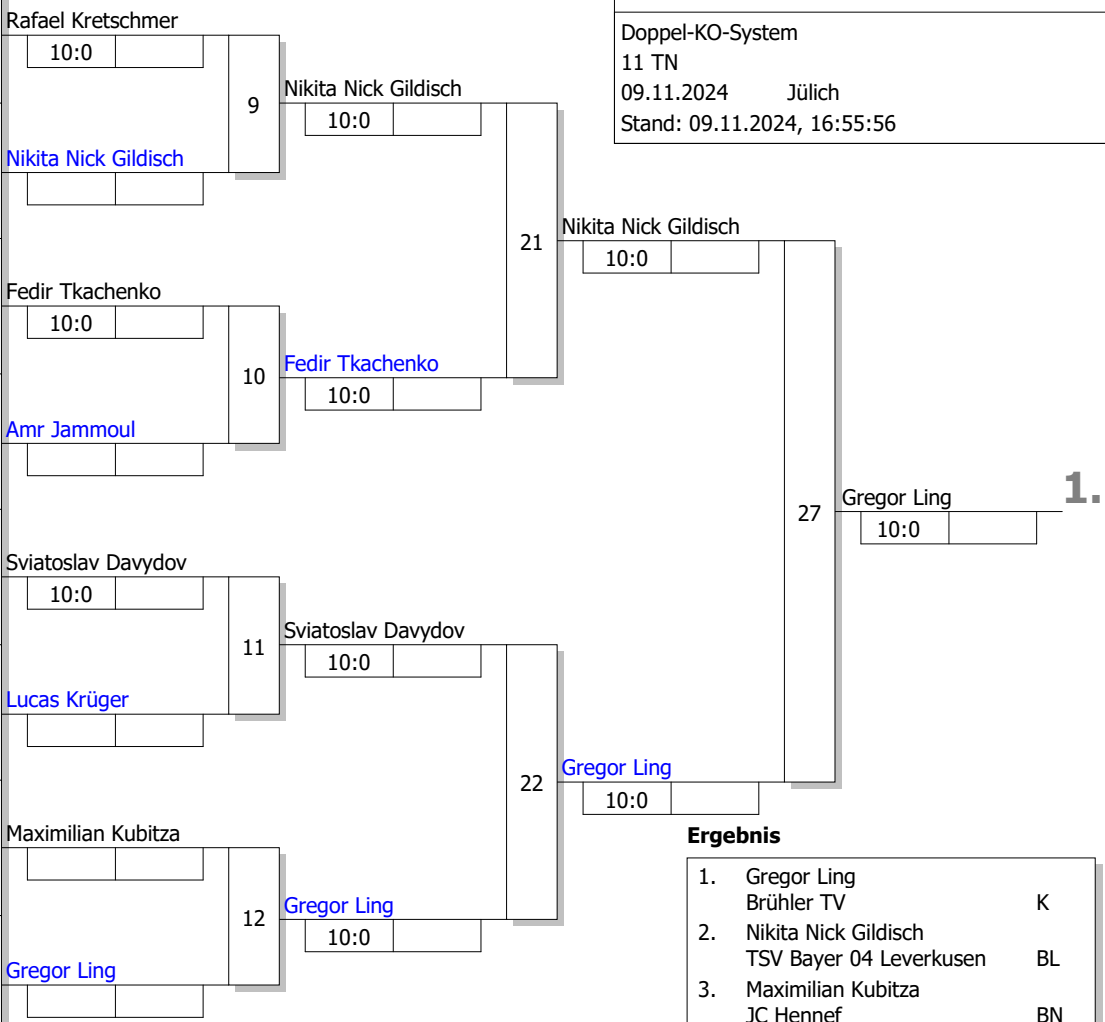 Rafael Kretschmer
10:0
9
Nikita Nick Gildisch
Nikita Nick Gildisch
10:0
Fedir Tkachenko
10:0
10
Amr Jammoul
Fedir Tkachenko
10:0
21
Nikita Nick Gildisch
10:0
Sviatoslav Davydov
10:0
11
Lucas Krüger
Sviatoslav Davydov
10:0
Maximilian Kubitza
12
Gregor Ling
Gregor Ling
10:0
22
Gregor Ling
10:0
27
Gregor Ling
10:0
1.
Doppel-KO-System
11 TN
09.11.2024 Jülich
Stand: 09.11.2024, 16:55:56
Ergebnis
1. Gregor Ling
Brühler TV K
2. Nikita Nick Gildisch
TSV Bayer 04 Leverkusen BL
3. Maximilian Kubitza
JC Hennef BN